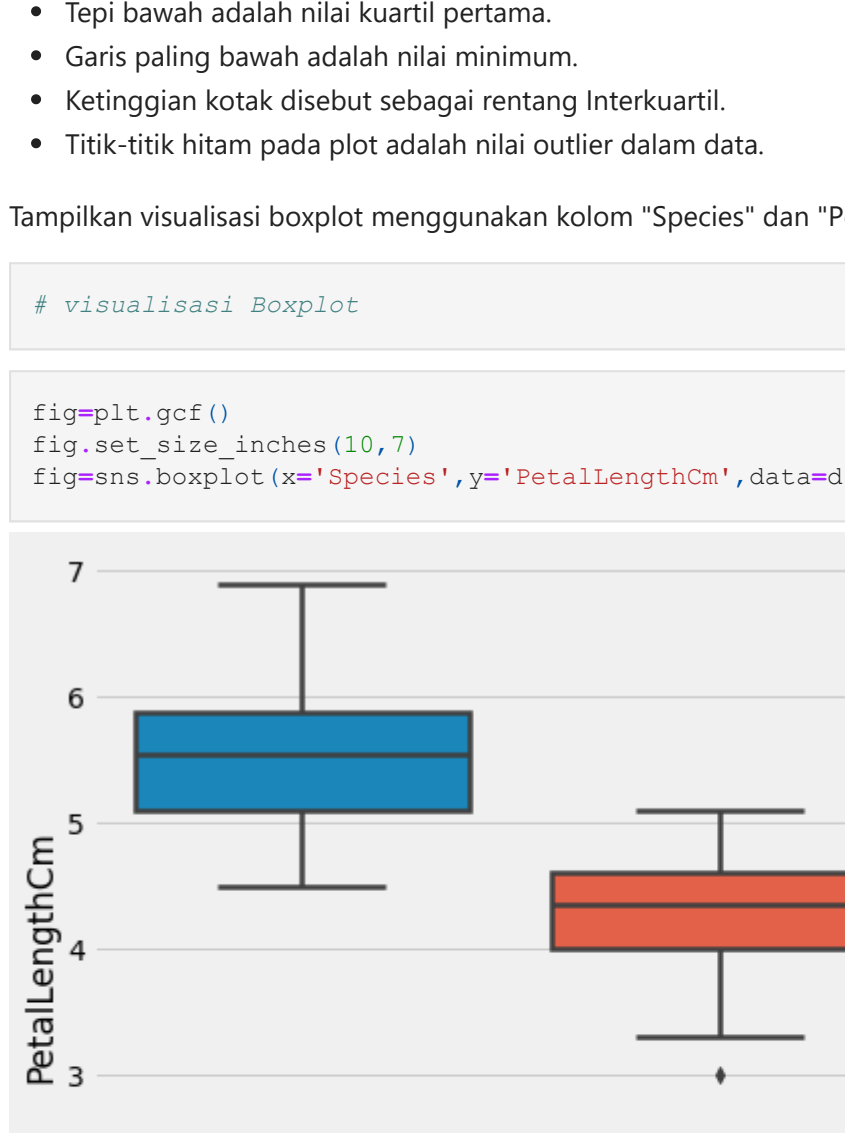 Tepi bawah adalah nilai kuartil pertama.
Garis paling bawah adalah nilai minimum.
Ketinggian kotak disebut sebagai rentang Interkuartil.
Titik-titik hitam pada plot adalah nilai outlier dalam data.
Tampilkan visualisasi boxplot menggunakan kolom "Species" dan "P
# visualisasi Boxplot
fig=plt.gcf()
fig.set_size_inches(10,7)
fig=sns.boxplot(x='Species',y='PetalLengthCm',data=d
7
6
5
4
3
PetalLengthCm